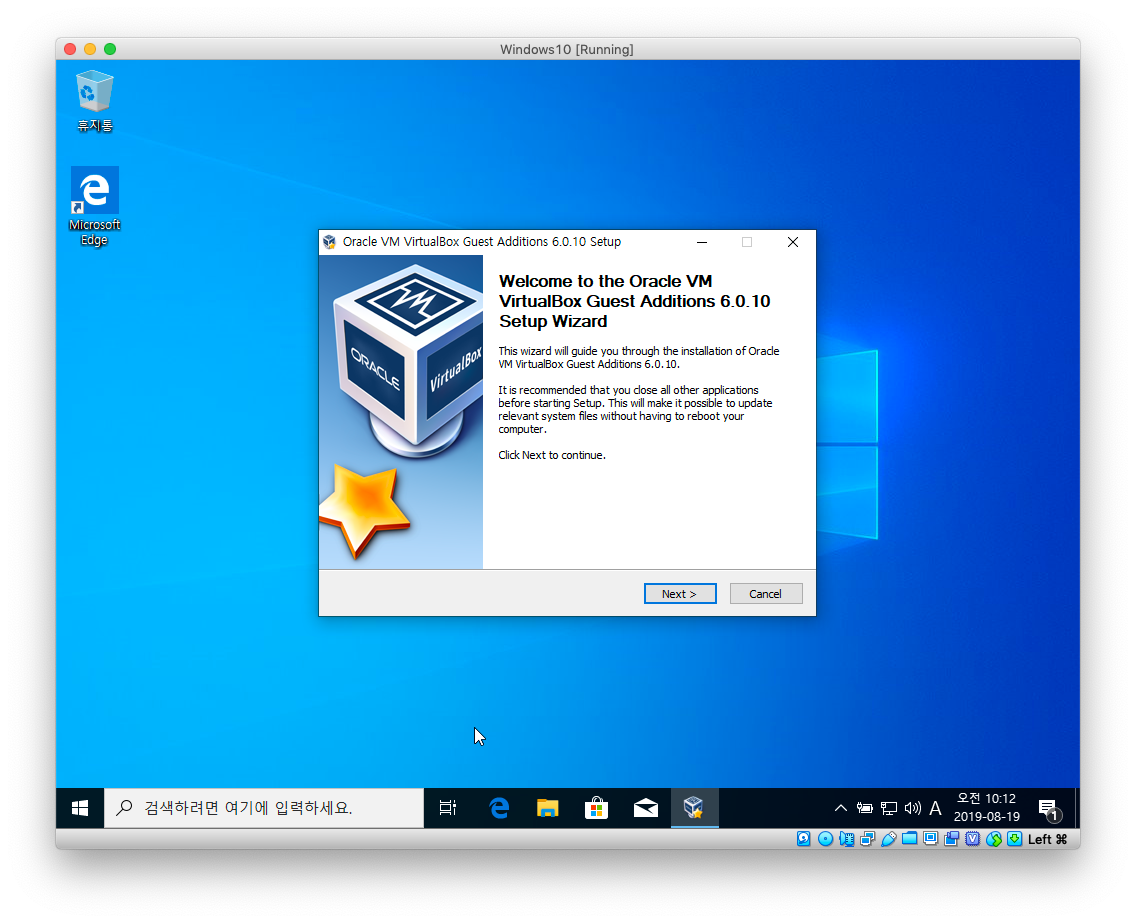 Windows10 [Running]
휴지통
Microsoft
Edge
Oracle VM VirtualBox Guest Additions 6.0.10 Setup
ORACLE
VirtualBox
Welcome to the Oracle VM
VirtualBox Guest Additions 6.0.10
Setup Wizard
This wizard will guide you through the installation of Oracle
VM VirtualBox Guest Additions 6.0.10.
It is recommended that you close all other applications
before starting Setup. This will make it possible to update
relevant system files without having to reboot your
computer.
Click Next to continue.
Next >
Cancel
검색하려면 여기에 입력하세요.
A
오전 10:12
2019-08-19
1
Left ⌘